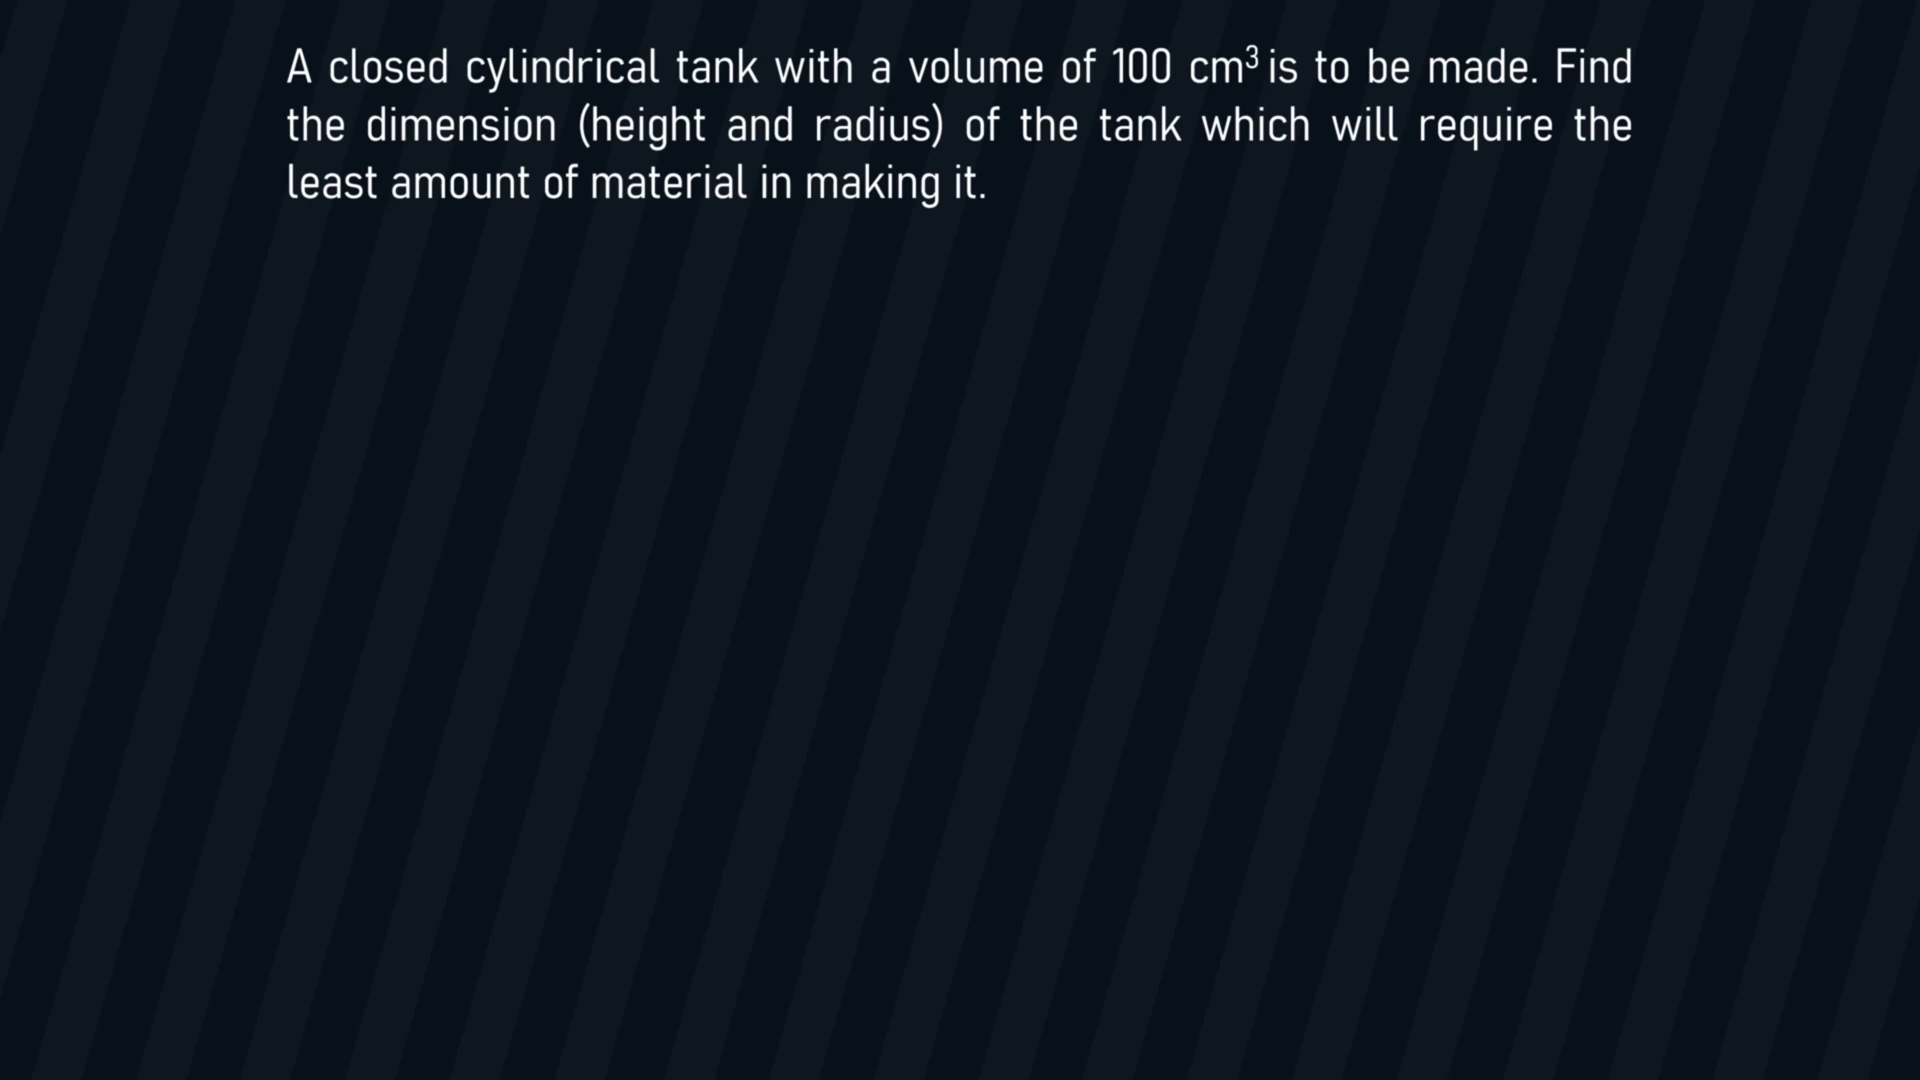 A closed cylindrical tank with a volume of 100 cm³ is to be made. Find
the dimension (height and radius) of the tank which will require the
least amount of material in making it.